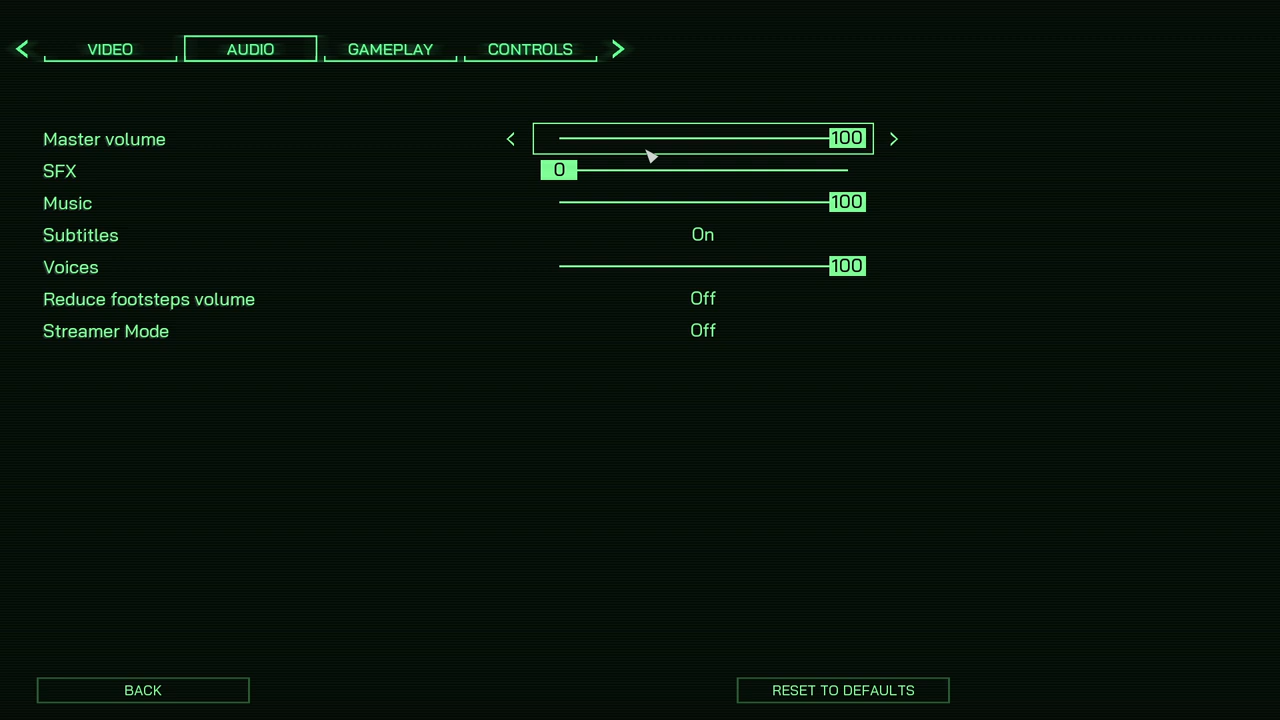 VIDEO AUDIO GAMEPLAY CONTROLS
Master volume 100
SFX 0
Music 100
Subtitles On
Voices 100
Reduce footsteps volume Off
Streamer Mode Off
BACK RESET TO DEFAULTS